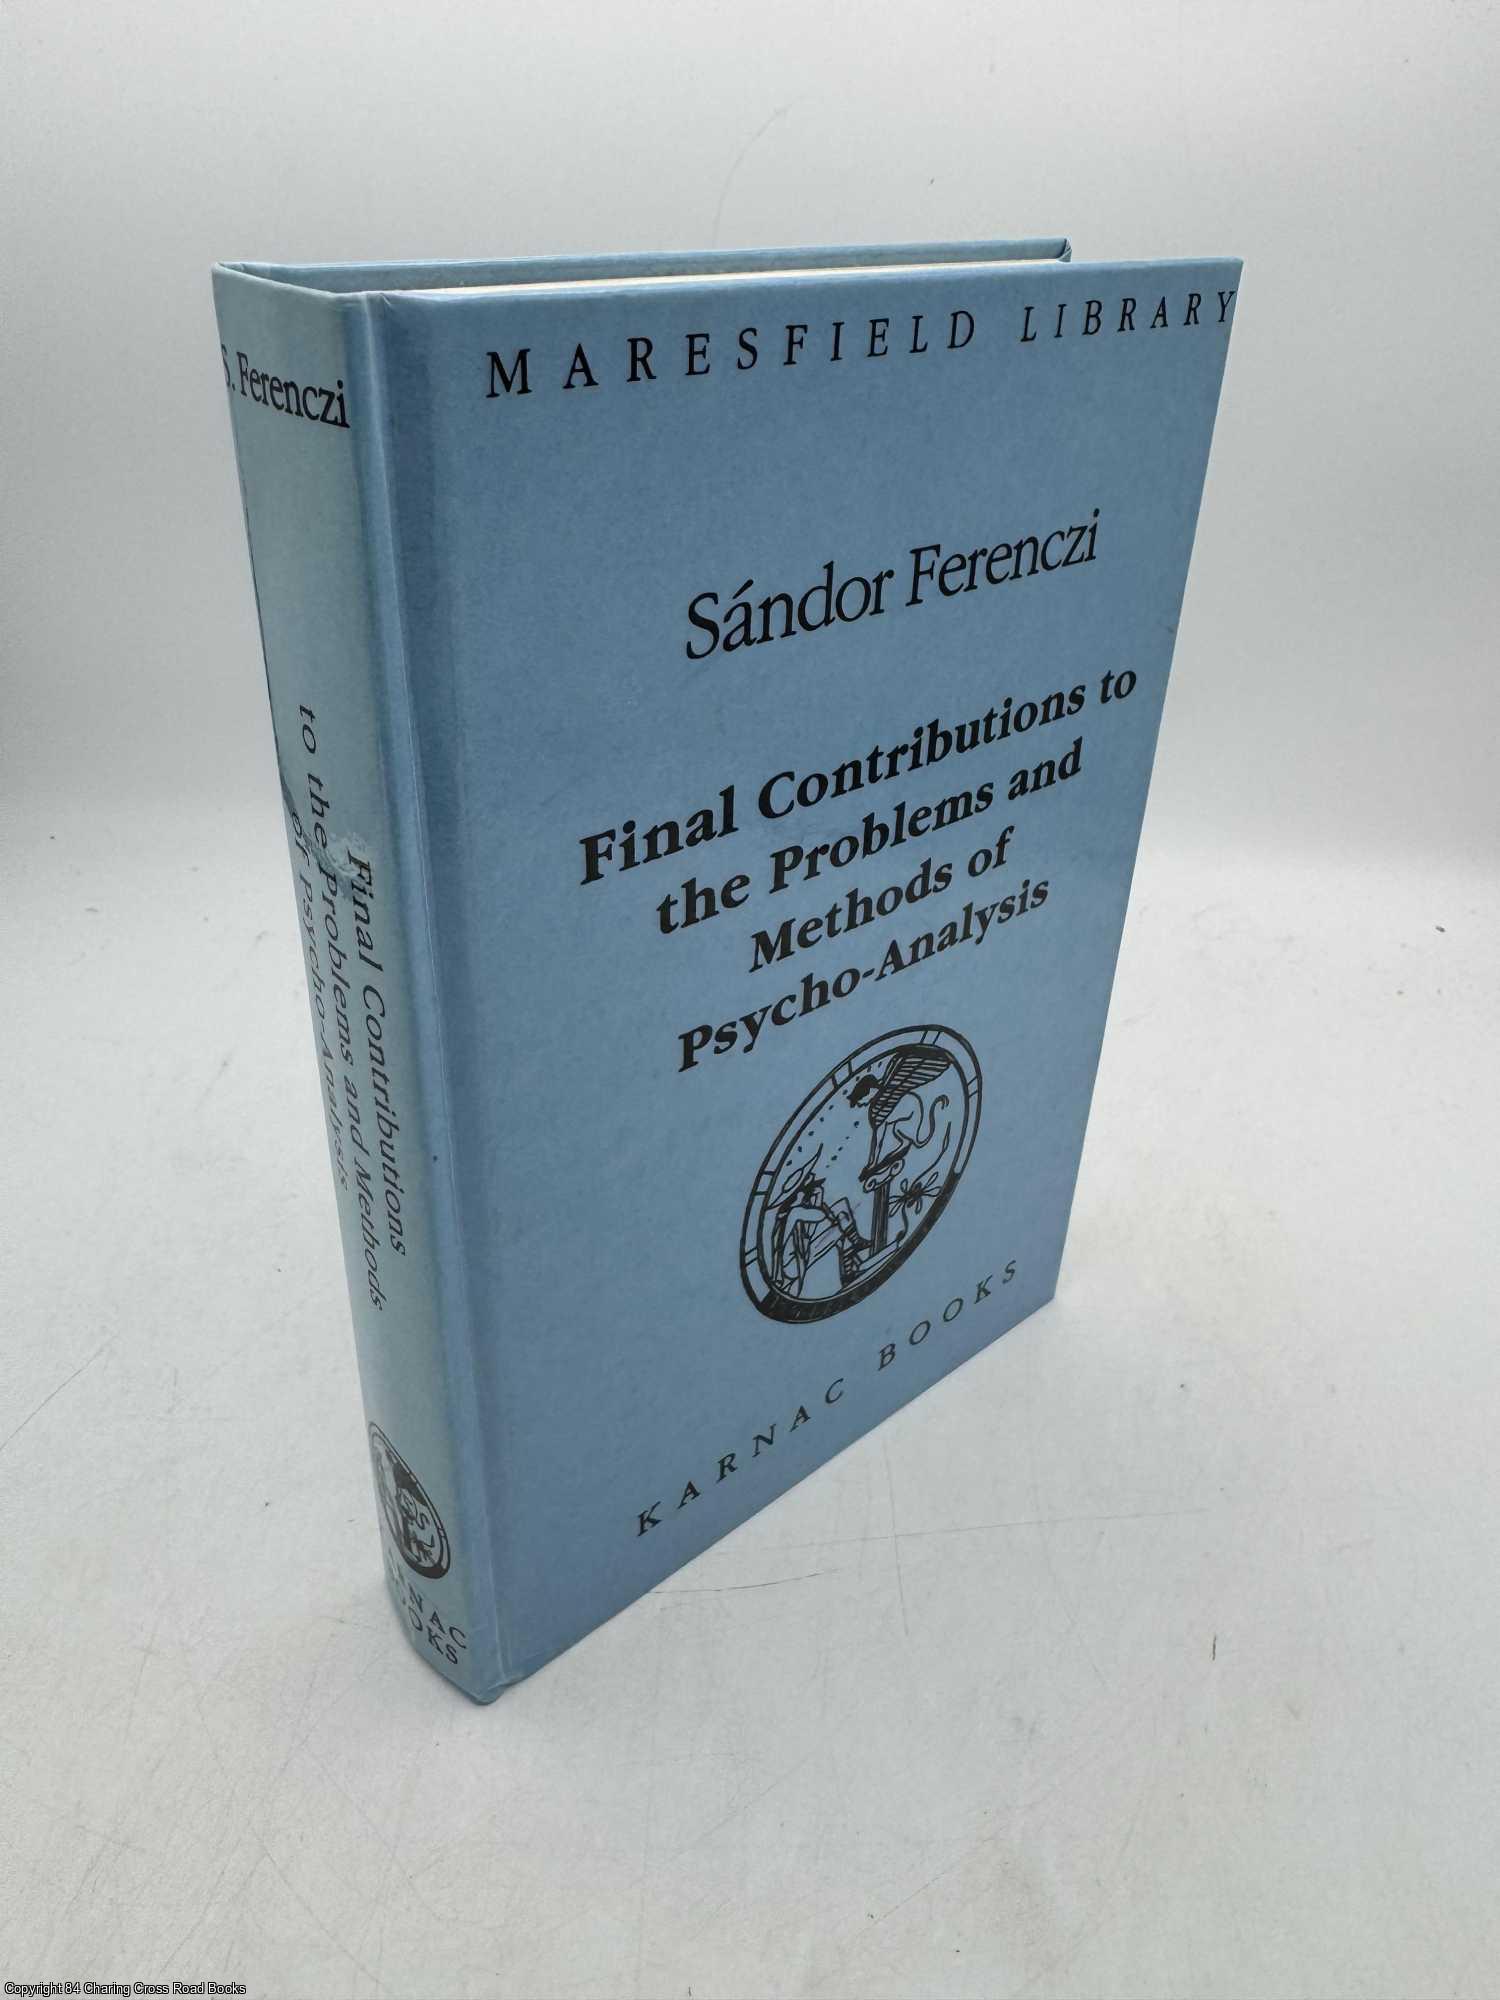 MARESFIELD LIBRARY
Sándor Ferenczi
Final Contributions to
the Problems and
Methods of
Psycho-Analysis
KARNAC BOOKS
S. Ferenczi
Final Contributions
to the Problems and Methods
of Psycho-Analysis
BOOKS
Copyright 84 Charing Cross Road Books